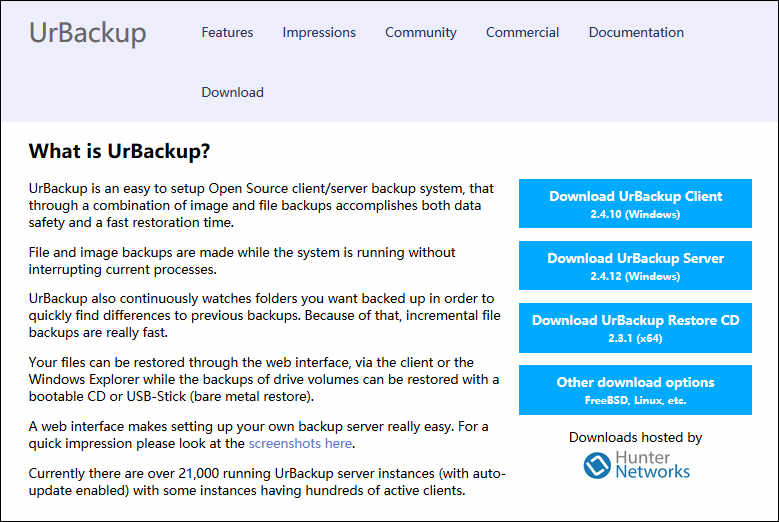 UrBackup
Features Impressions Community Commercial Documentation
Download
What is UrBackup?
UrBackup is an easy to setup Open Source client/server backup system, that
through a combination of image and file backups accomplishes both data
safety and a fast restoration time.
File and image backups are made while the system is running without
interrupting current processes.
UrBackup also continuously watches folders you want backed up in order to
quickly find differences to previous backups. Because of that, incremental file
backups are really fast.
Your files can be restored through the web interface, via the client or the
Windows Explorer while the backups of drive volumes can be restored with a
bootable CD or USB-Stick (bare metal restore).
A web interface makes setting up your own backup server really easy. For a
quick impression please look at the screenshots here.
Currently there are over 21,000 running UrBackup server instances (with auto-
update enabled) with some instances having hundreds of active clients.
Download UrBackup Client
2.4.10 (Windows)
Download UrBackup Server
2.4.12 (Windows)
Download UrBackup Restore CD
2.3.1 (x64)
Other download options
FreeBSD, Linux, etc.
Downloads hosted by
Hunter
Networks